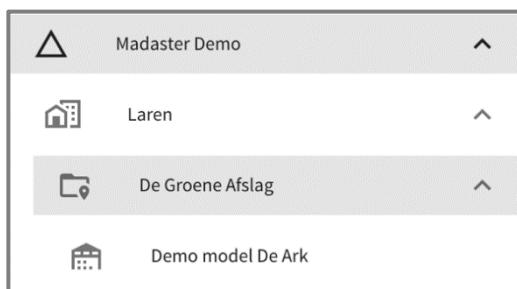 Madaster Demo
Laren
De Groene Afslag
Demo model De Ark